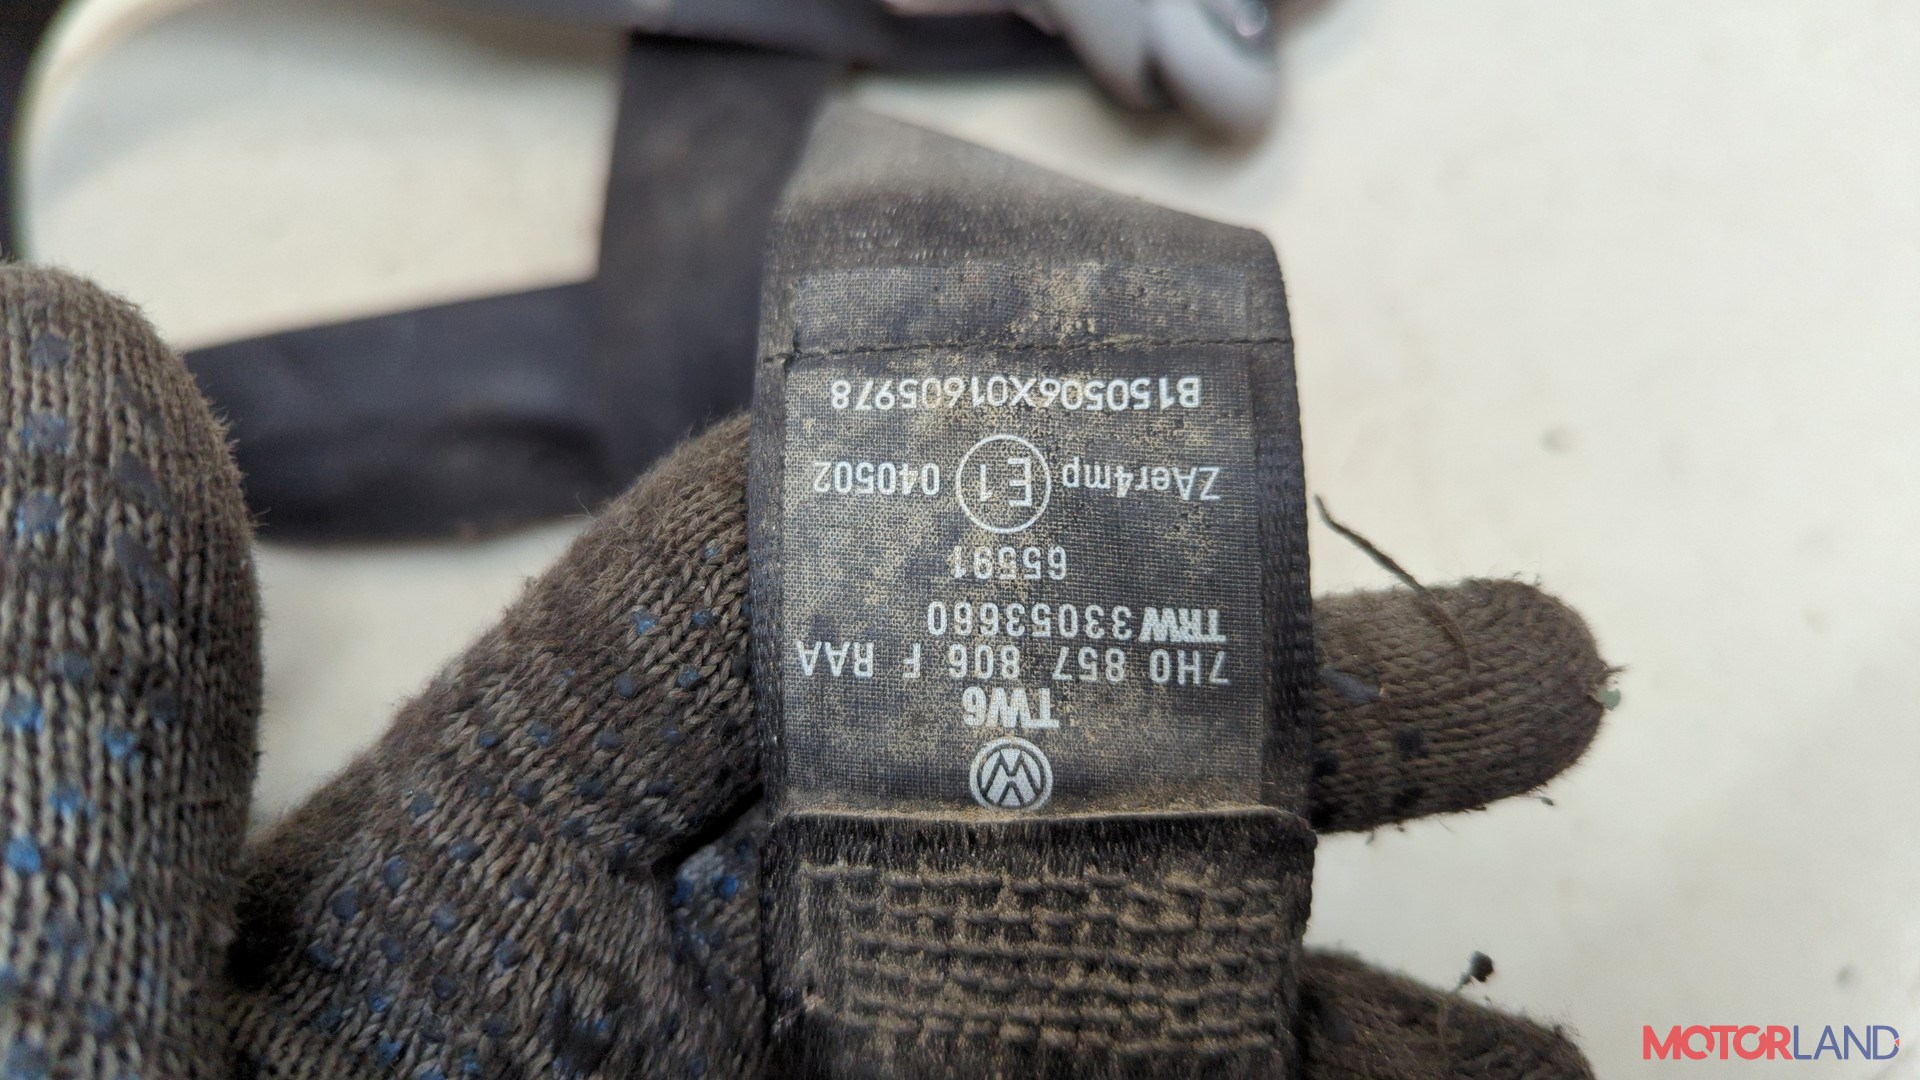 TW6
7H0 857 806 F RAA
TRW 33053660
65591
ZAer4mp E1 040502
B150506X01605978
MOTORLAND